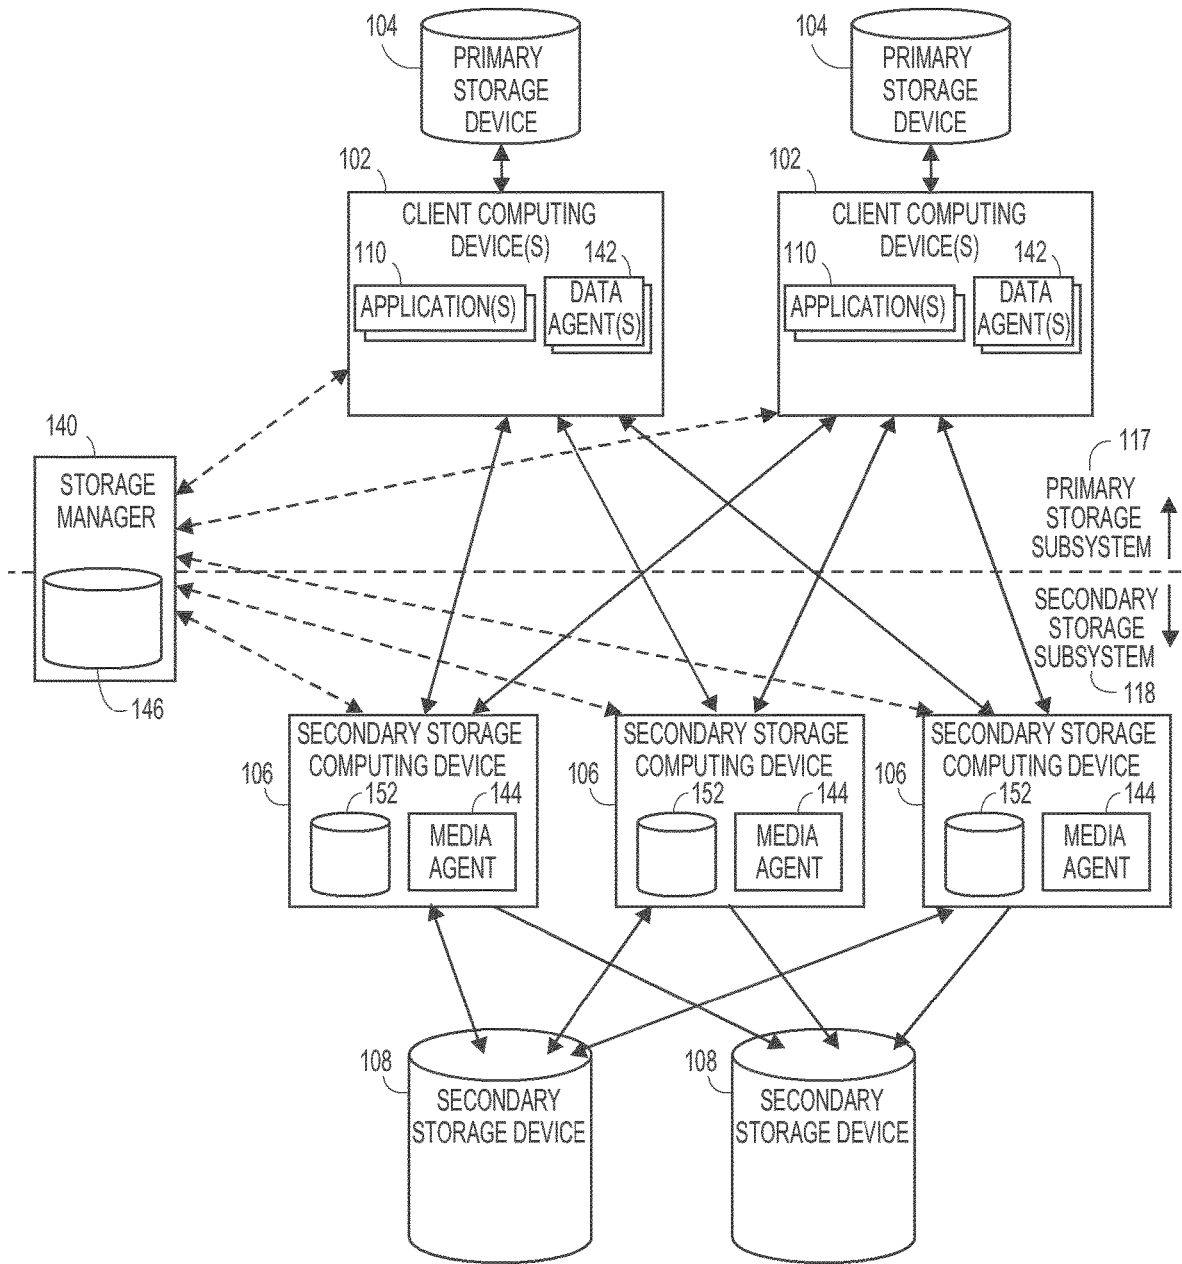 104
PRIMARY
STORAGE
DEVICE
104
PRIMARY
STORAGE
DEVICE
102
CLIENT COMPUTING
DEVICE(S)
110
142
APPLICATION(S)
DATA
AGENT(S)
102
CLIENT COMPUTING
DEVICE(S)
110
142
APPLICATION(S)
DATA
AGENT(S)
140
STORAGE
MANAGER
146
117
PRIMARY
STORAGE
SUBSYSTEM
SECONDARY
STORAGE
SUBSYSTEM
118
SECONDARY STORAGE
COMPUTING DEVICE
106
152
144
MEDIA
AGENT
SECONDARY STORAGE
COMPUTING DEVICE
106
152
144
MEDIA
AGENT
SECONDARY STORAGE
COMPUTING DEVICE
106
152
144
MEDIA
AGENT
108
SECONDARY
STORAGE DEVICE
108
SECONDARY
STORAGE DEVICE